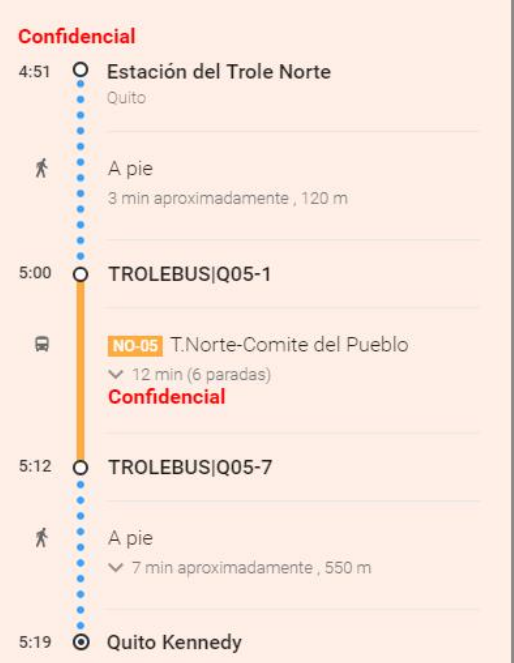 Confidencial
4:51 Estación del Trole Norte
Quito
A pie
3 min aproximadamente , 120 m
5:00 TROLEBUS|Q05-1
NO-05 T.Norte-Comite del Pueblo
12 min (6 paradas)
Confidencial
5:12 TROLEBUS|Q05-7
A pie
7 min aproximadamente , 550 m
5:19 Quito Kennedy